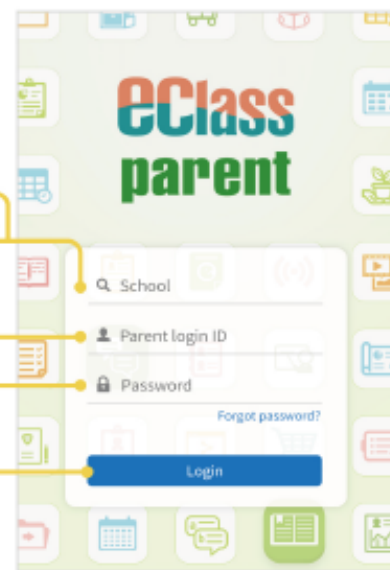 eClass
parent
School
Parent login ID
Password
Forgot password?
Login